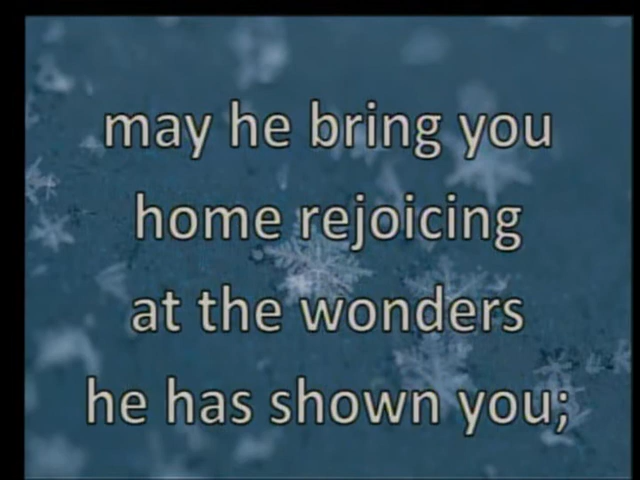 may he bring you
home rejoicing
at the wonders
he has shown you;